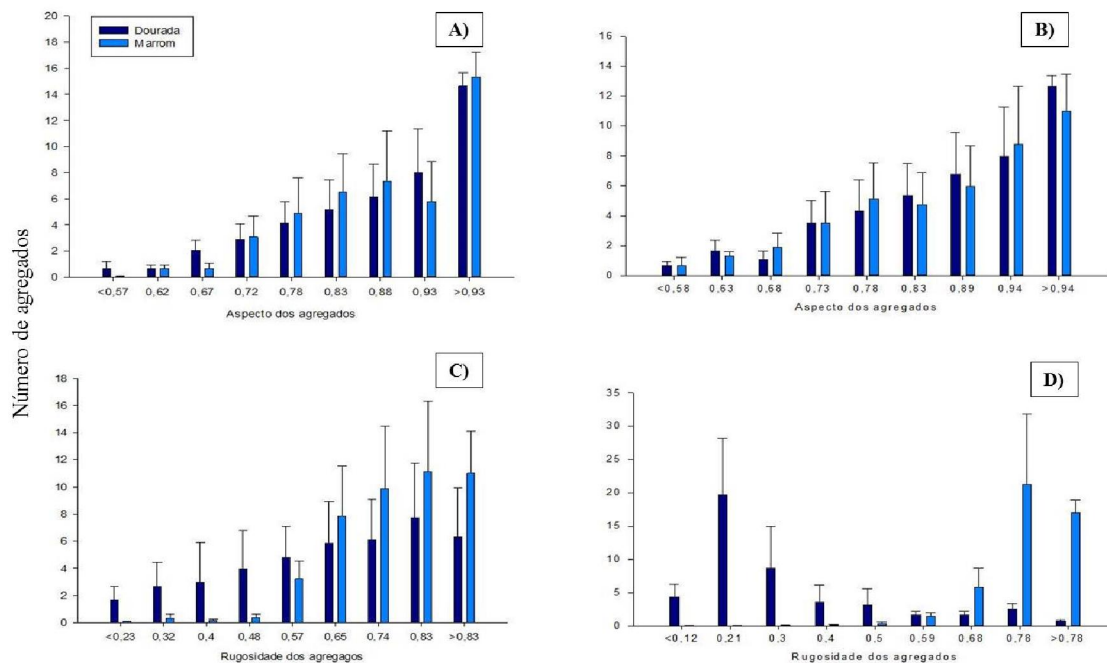 Número de agregados
A)
Dourada
Marrom
20
18
16
14
12
10
8
6
4
2
0
<0,57 0,62 0,67 0,72 0,78 0,83 0,88 0,93 >0,93
Aspecto dos agregados
B)
16
14
12
10
8
6
4
2
0
<0,58 0,63 0,68 0,73 0,78 0,83 0,89 0,94 >0,94
Aspecto dos agregados
C)
18
16
14
12
10
8
6
4
2
0
<0,23 0,32 0,4 0,48 0,57 0,65 0,74 0,83 >0,83
Rugosidade dos agregagos
D)
35
30
25
20
15
10
5
0
<0,12 0,21 0,3 0,4 0,5 0,59 0,68 0,78 >0,78
Rugosidade dos agregados